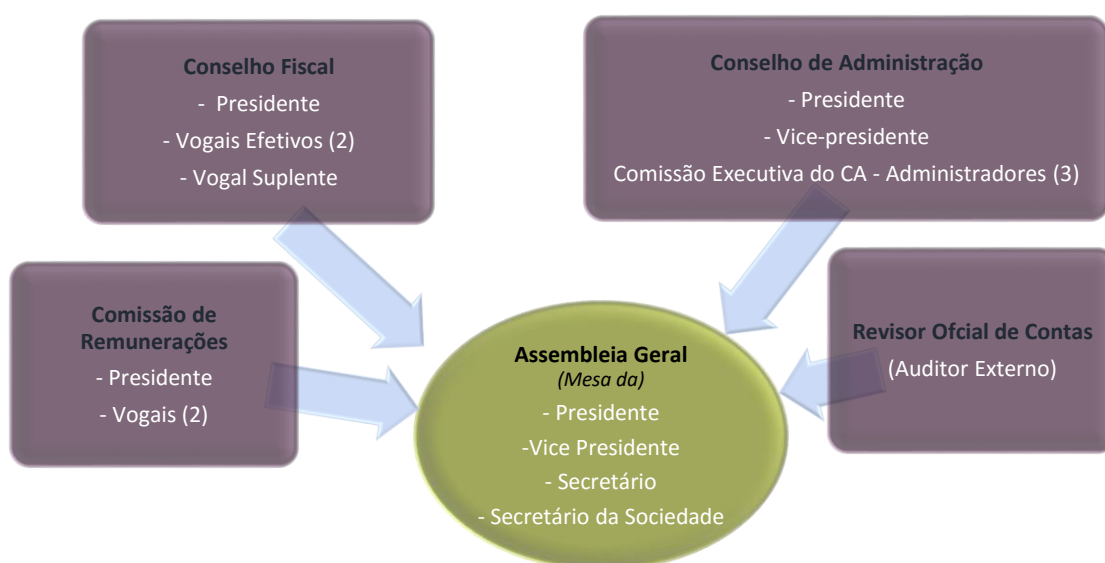 Conselho Fiscal
- Presidente
- Vogais Efetivos (2)
- Vogal Suplente
Conselho de Administração
- Presidente
- Vice-presidente
Comissão Executiva do CA - Administradores (3)
Comissão de
Remunerações
- Presidente
- Vogais (2)
Assembleia Geral
(Mesa da)
- Presidente
-Vice Presidente
- Secretário
- Secretário da Sociedade
Revisor Ofcial de Contas
(Auditor Externo)